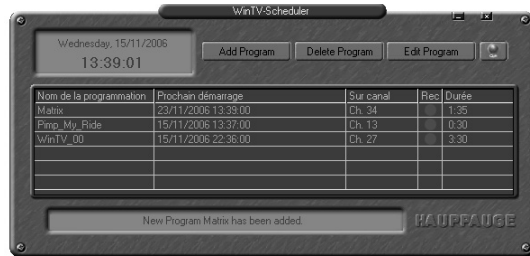 WinTV-Scheduler
Wednesday, 15/11/2006
13:39:01
Add Program
Delete Program
Edit Program
Nom de la programmation Prochain démarrage Sur canal Rec Durée
Matrix 23/11/2006 13:39:00 Ch. 34 1:35
Pimp_My_Ride 15/11/2006 13:37:00 Ch. 13 0:30
WinTV_00 15/11/2006 22:36:00 Ch. 27 3:30
New Program Matrix has been added.
HAUPPAUGE